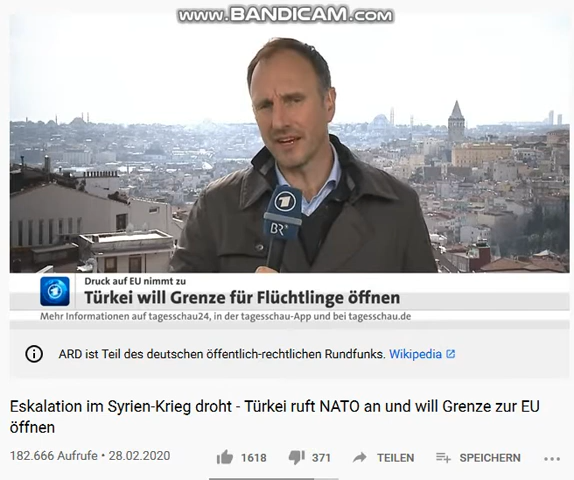 www.BANDICAM.com
BR
Druck auf EU nimmt zu
Türkei will Grenze für Flüchtlinge öffnen
Mehr Informationen auf tagesschau24, in der tagesschau-App und bei tagesschau.de
ARD ist Teil des deutschen öffentlich-rechtlichen Rundfunks. Wikipedia
Eskalation im Syrien-Krieg droht - Türkei ruft NATO an und will Grenze zur EU
öffnen
182.666 Aufrufe • 28.02.2020 1618 371 TEILEN SPEICHERN